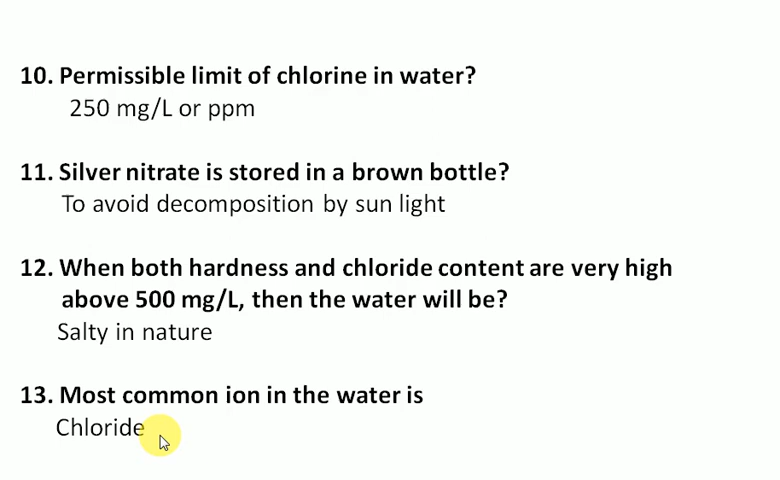 10. Permissible limit of chlorine in water?
250 mg/L or ppm
11. Silver nitrate is stored in a brown bottle?
To avoid decomposition by sun light
12. When both hardness and chloride content are very high
above 500 mg/L, then the water will be?
Salty in nature
13. Most common ion in the water is
Chloride